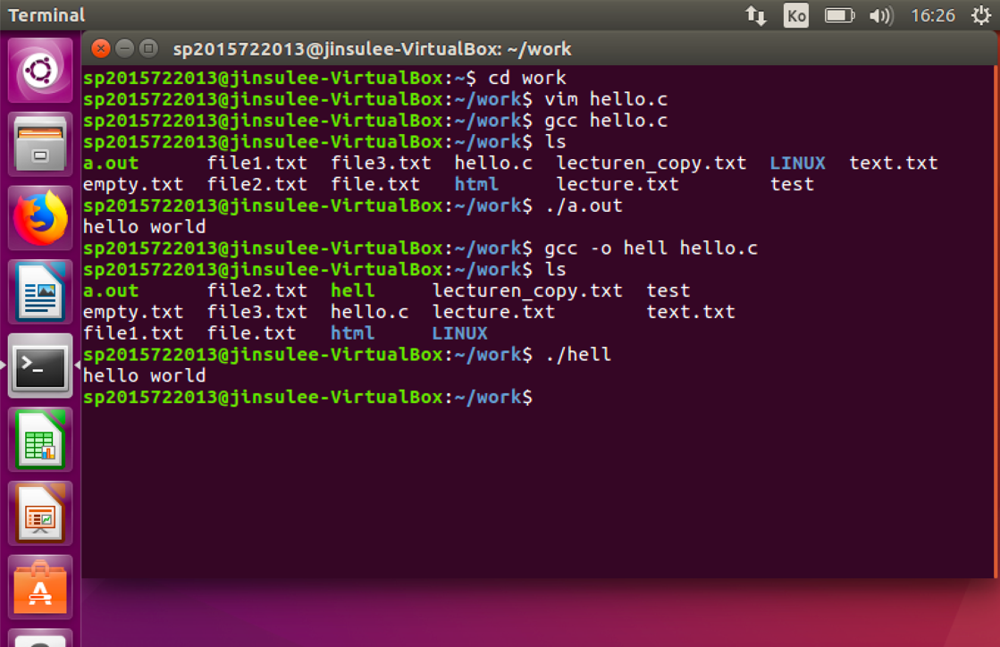 Terminal
Ko
16:26
sp2015722013@jinsulee-VirtualBox: ~/work
sp2015722013@jinsulee-VirtualBox:~$ cd work
sp2015722013@jinsulee-VirtualBox:~/work$ vim hello.c
sp2015722013@jinsulee-VirtualBox:~/work$ gcc hello.c
sp2015722013@jinsulee-VirtualBox:~/work$ ls
a.out file1.txt file3.txt hello.c lecturen_copy.txt LINUX text.txt
empty.txt file2.txt file.txt html lecture.txt test
sp2015722013@jinsulee-VirtualBox:~/work$ ./a.out
hello world
sp2015722013@jinsulee-VirtualBox:~/work$ gcc -o hell hello.c
sp2015722013@jinsulee-VirtualBox:~/work$ ls
a.out file2.txt hell lecturen_copy.txt test
empty.txt file3.txt hello.c lecture.txt text.txt
file1.txt file.txt html LINUX
sp2015722013@jinsulee-VirtualBox:~/work$ ./hell
hello world
sp2015722013@jinsulee-VirtualBox:~/work$